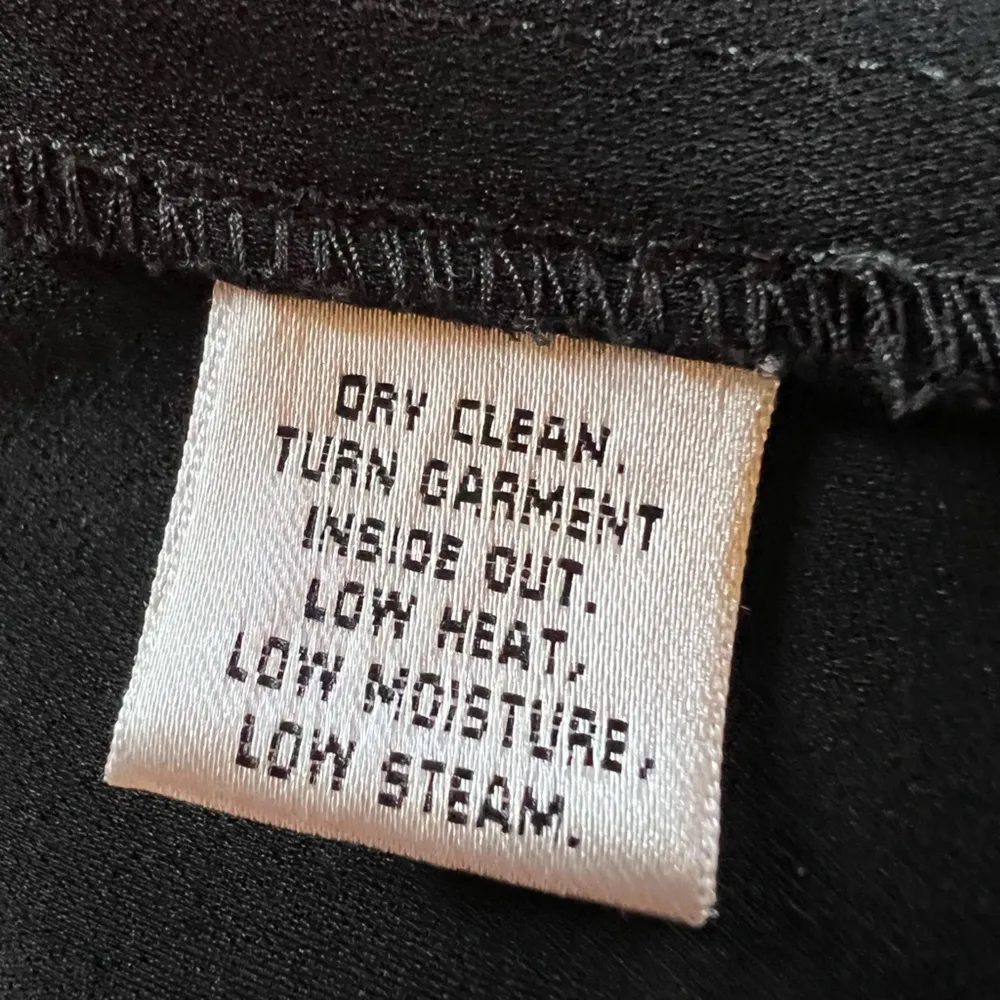 DRY CLEAN.
TURN GARMENT
INSIDE OUT.
LOW HEAT,
LOW MOISTURE,
LOW STEAM.